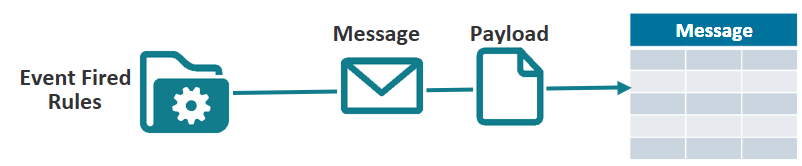 Event Fired
Rules
Message
Payload
Message